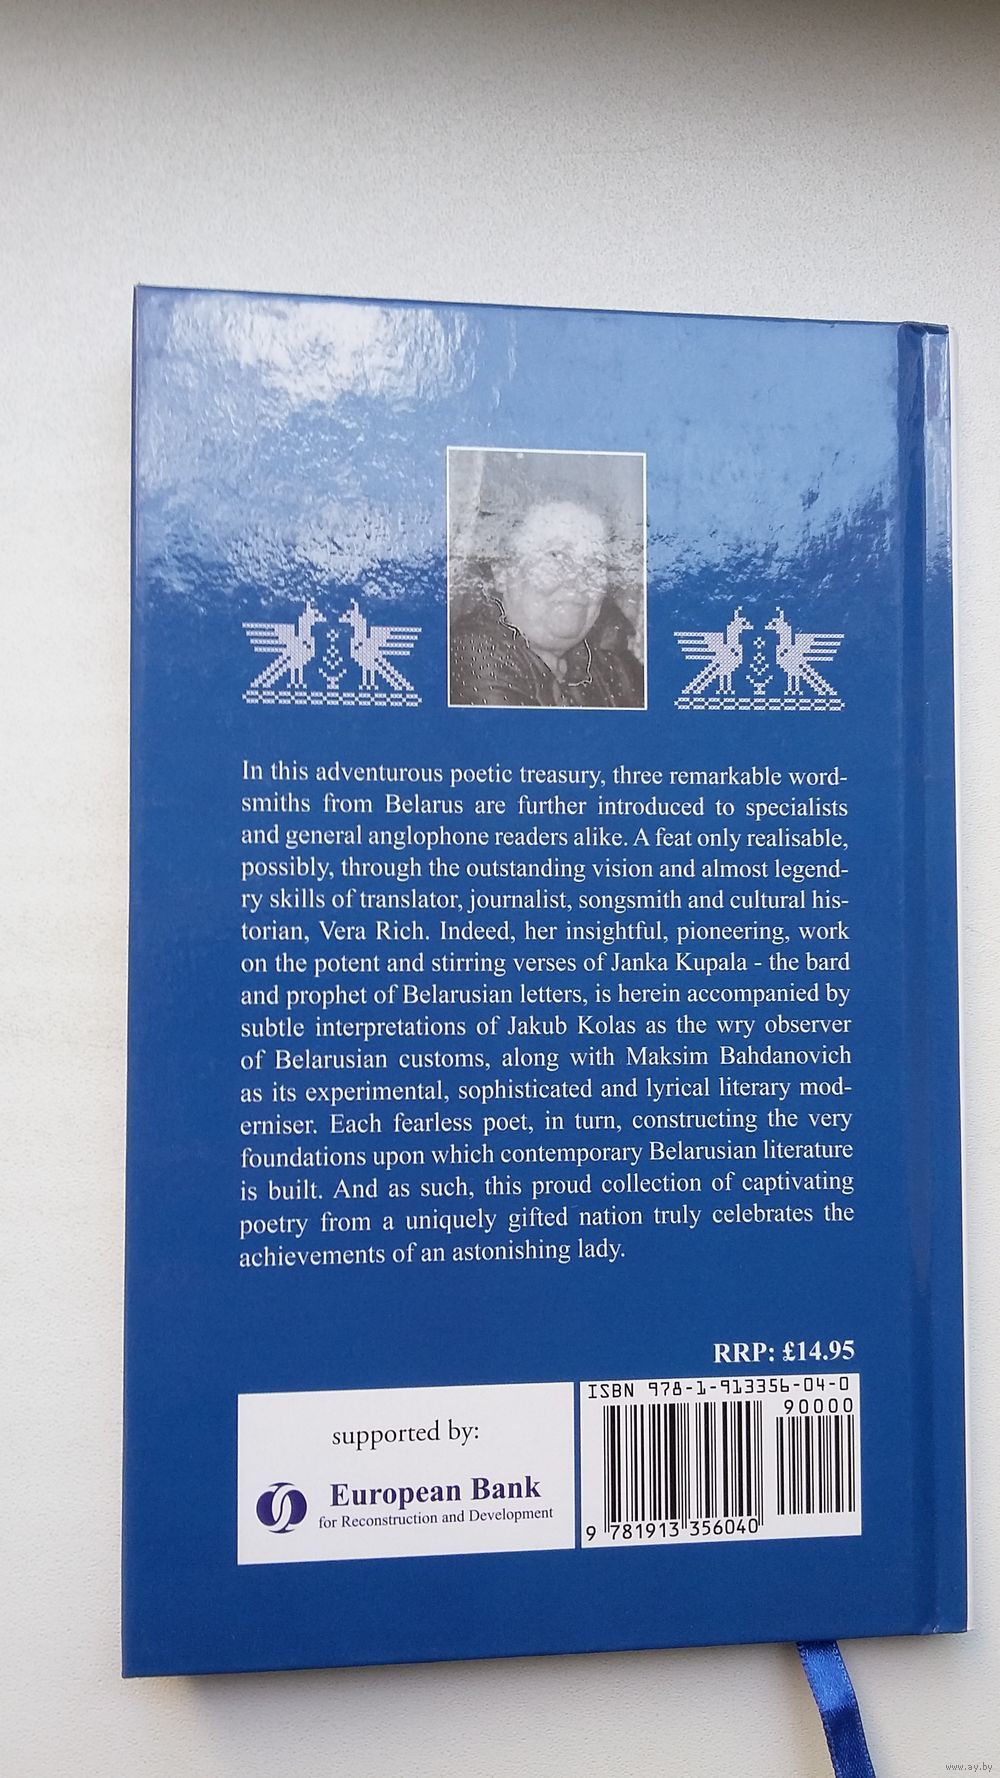 In this adventurous poetic treasury, three remarkable word-
smiths from Belarus are further introduced to specialists
and general anglophone readers alike. A feat only realisable,
possibly, through the outstanding vision and almost legend-
ry skills of translator, journalist, songsmith and cultural his-
torian, Vera Rich. Indeed, her insightful, pioneering, work
on the potent and stirring verses of Janka Kupala - the bard
and prophet of Belarusian letters, is herein accompanied by
subtle interpretations of Jakub Kolas as the wry observer
of Belarusian customs, along with Maksim Bahdanovich
as its experimental, sophisticated and lyrical literary mod-
erniser. Each fearless poet, in turn, constructing the very
foundations upon which contemporary Belarusian literature
is built. And as such, this proud collection of captivating
poetry from a uniquely gifted nation truly celebrates the
achievements of an astonishing lady.
RRP: £14.95
supported by:
European Bank
for Reconstruction and Development
ISBN 978-1-913356-04-0
90000
9 781913 356040
www.ay.by